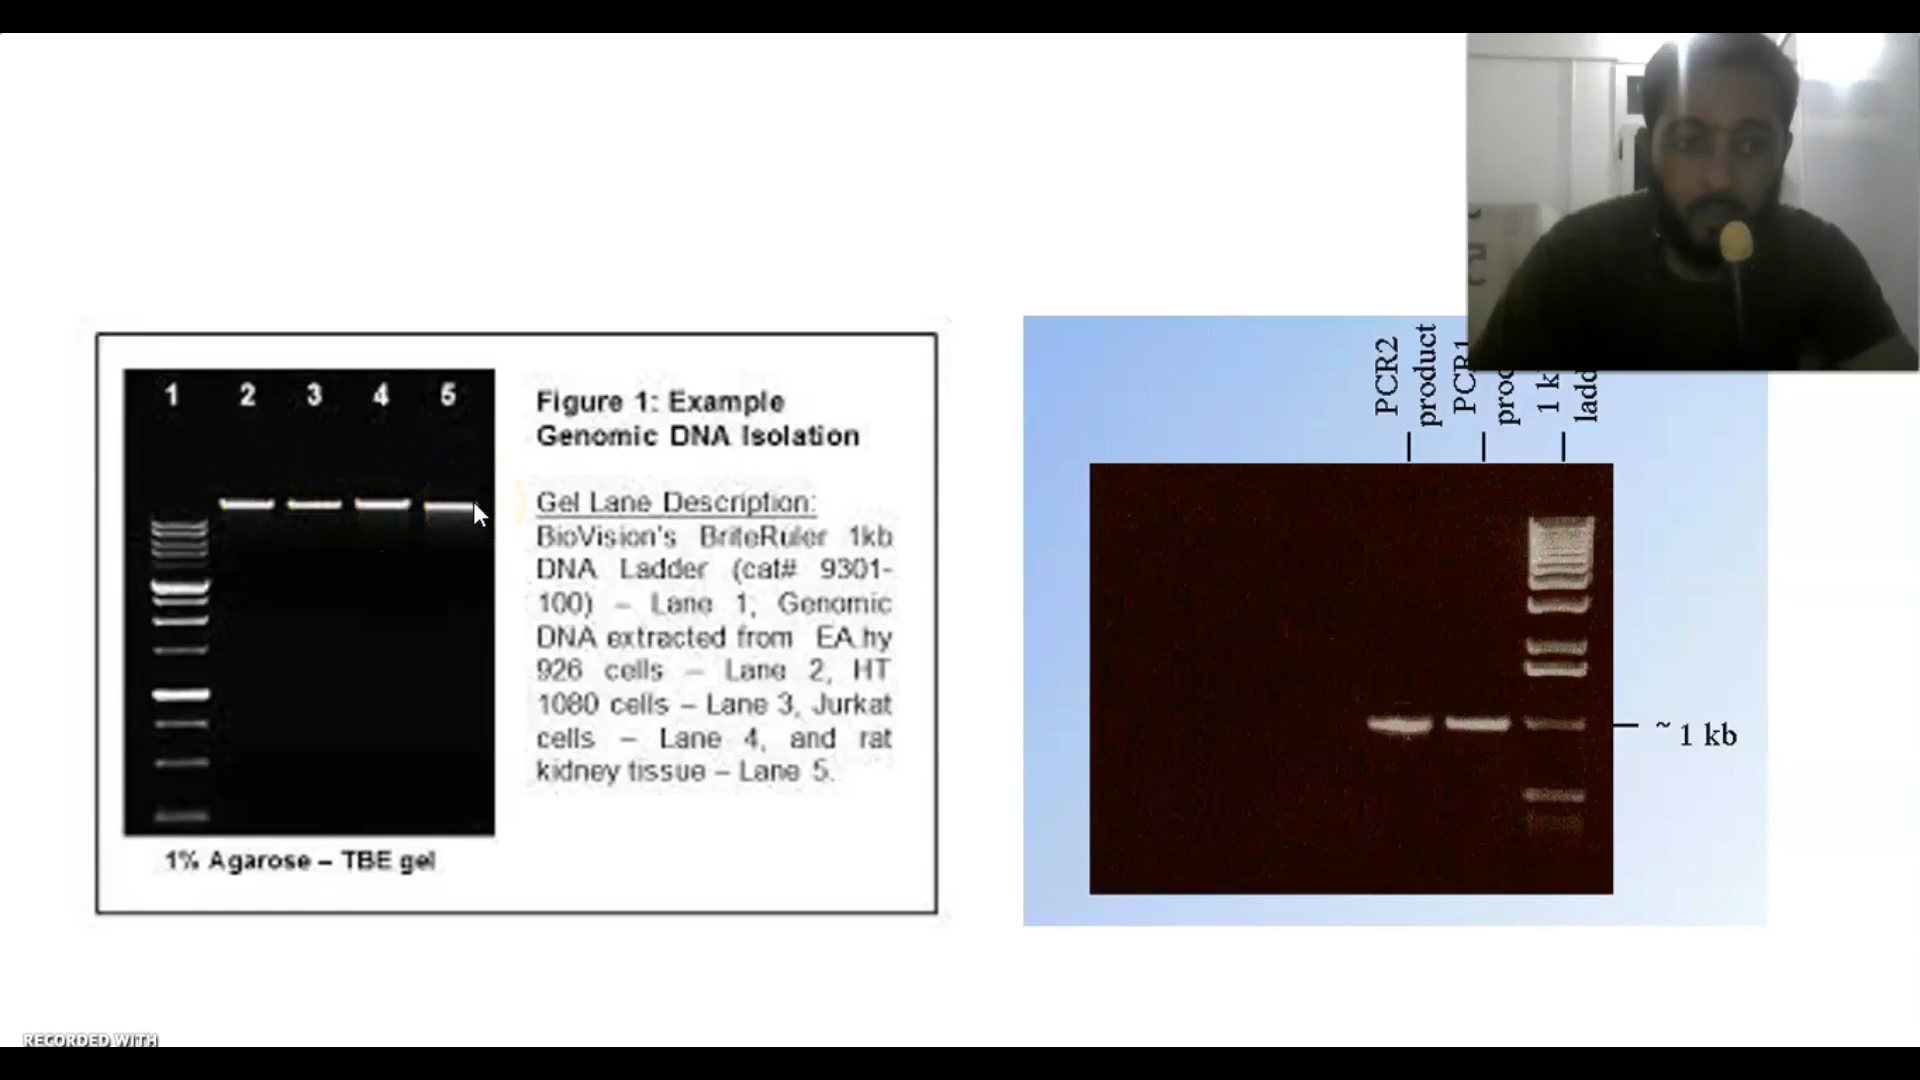 1 2 3 4 5
1% Agarose – TBE gel
Figure 1: Example
Genomic DNA Isolation
Gel Lane Description:
BioVision's BriteRuler 1kb
DNA Ladder (cat# 9301-
100) – Lane 1, Genomic
DNA extracted from EA.hy
926 cells – Lane 2, HT
1080 cells – Lane 3, Jurkat
cells – Lane 4, and rat
kidney tissue – Lane 5.
PCR2
product
PCR1
~ 1 kb
RECORDED WITH